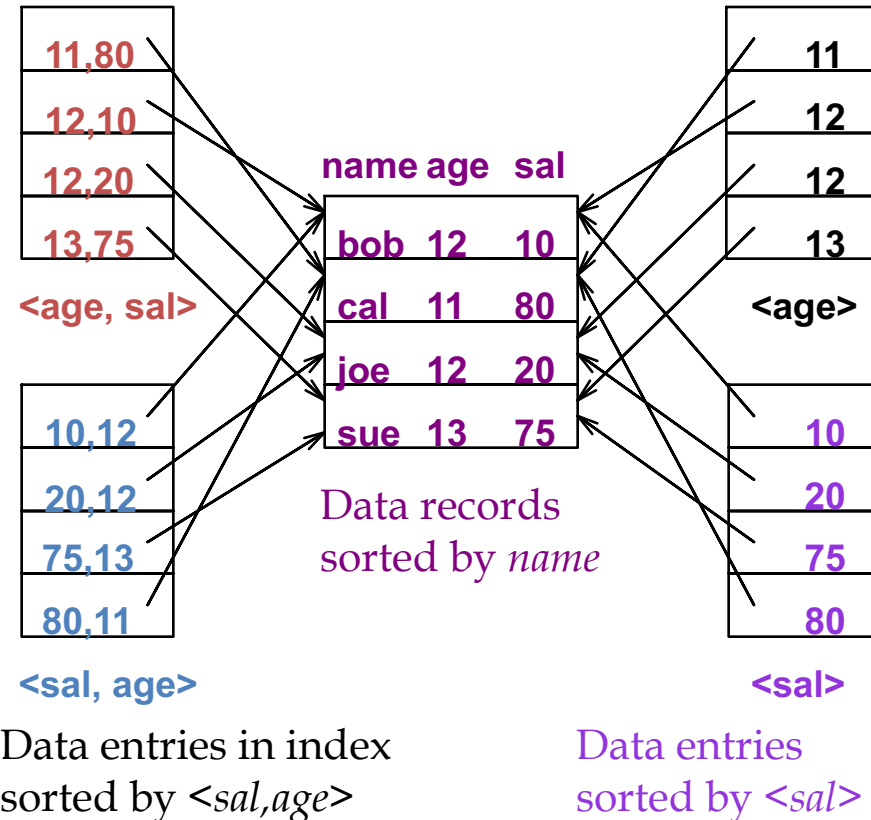 11,80
12,10
12,20
13,75
<age, sal>
10,12
20,12
75,13
80,11
<sal, age>
Data entries in index
sorted by <sal,age>
name age sal
bob 12 10
cal 11 80
joe 12 20
sue 13 75
Data records
sorted by name
11
12
12
13
<age>
10
20
75
80
<sal>
Data entries
sorted by <sal>